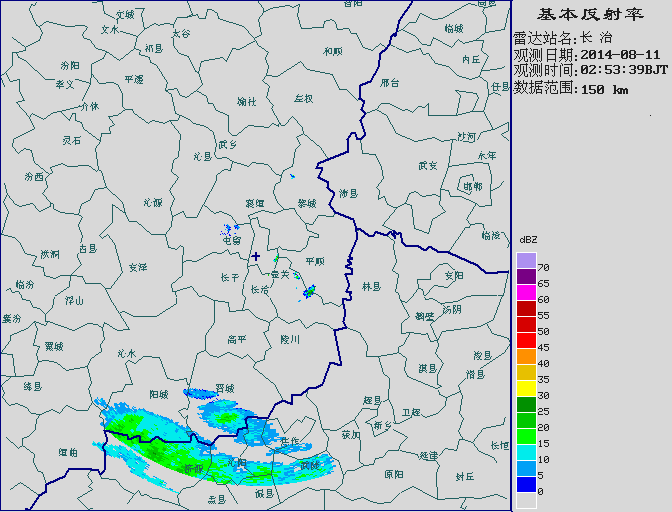 基本反射率
雷达站名:长 治
观测日期:2014-08-11
观测时间:02:53:39BJT
数据范围:150 km
dBZ
70
65
60
55
50
45
40
35
30
25
20
15
10
5
0
文城
文水
太谷
祁县
昔阳
和顺
临城
内丘
任县
邢台
汾阳
孝义
平遥
介休
榆社
左权
灵石
武乡
沁县
沙河
永年
武安
邯郸
汾西
沁源
襄垣
黎城
涉县
临漳
屯留
洪洞
古县
安泽
平顺
壶关
长子
长治
林县
安阳
汤阴
鹤壁
临汾
浮山
襄汾
翼城
沁水
高平
陵川
浚县
淇县
滑县
绛县
阳城
晋城
辉县
卫辉
新乡
获加
焦作
垣曲
济源
沁阳
武陟
延津
长垣
原阳
封丘
孟县
温县